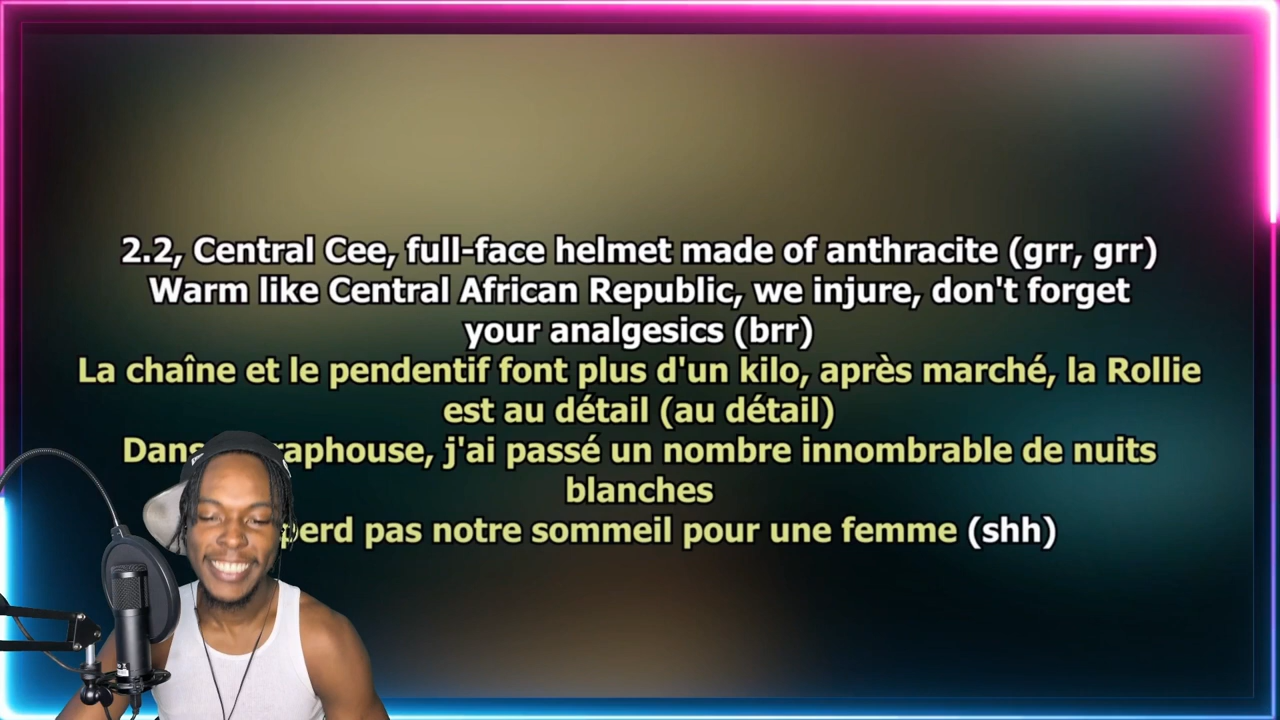 2.2, Central Cee, full-face helmet made of anthracite (grr, grr)
Warm like Central African Republic, we injure, don't forget
your analgesics (brr)
La chaîne et le pendentif font plus d'un kilo, après marché, la Rollie
est au détail (au détail)
Dans j'ai passé un nombre innombrable de nuits
blanches
pas notre sommeil pour une femme (shh)